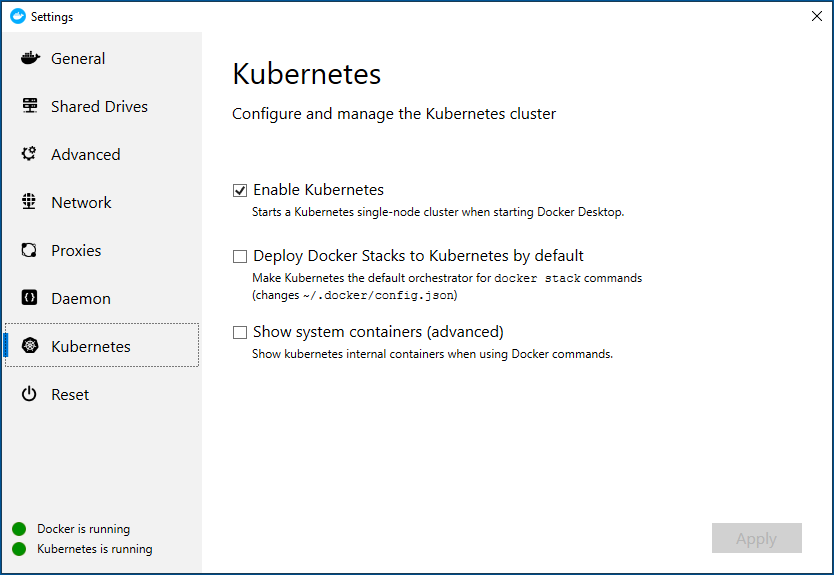 Settings
General
Shared Drives
Advanced
Network
Proxies
Daemon
Kubernetes
Reset
Docker is running
Kubernetes is running
Kubernetes
Configure and manage the Kubernetes cluster
Enable Kubernetes
Starts a Kubernetes single-node cluster when starting Docker Desktop.
Deploy Docker Stacks to Kubernetes by default
Make Kubernetes the default orchestrator for docker stack commands
(changes ~/.docker/config.json)
Show system containers (advanced)
Show kubernetes internal containers when using Docker commands.
Apply